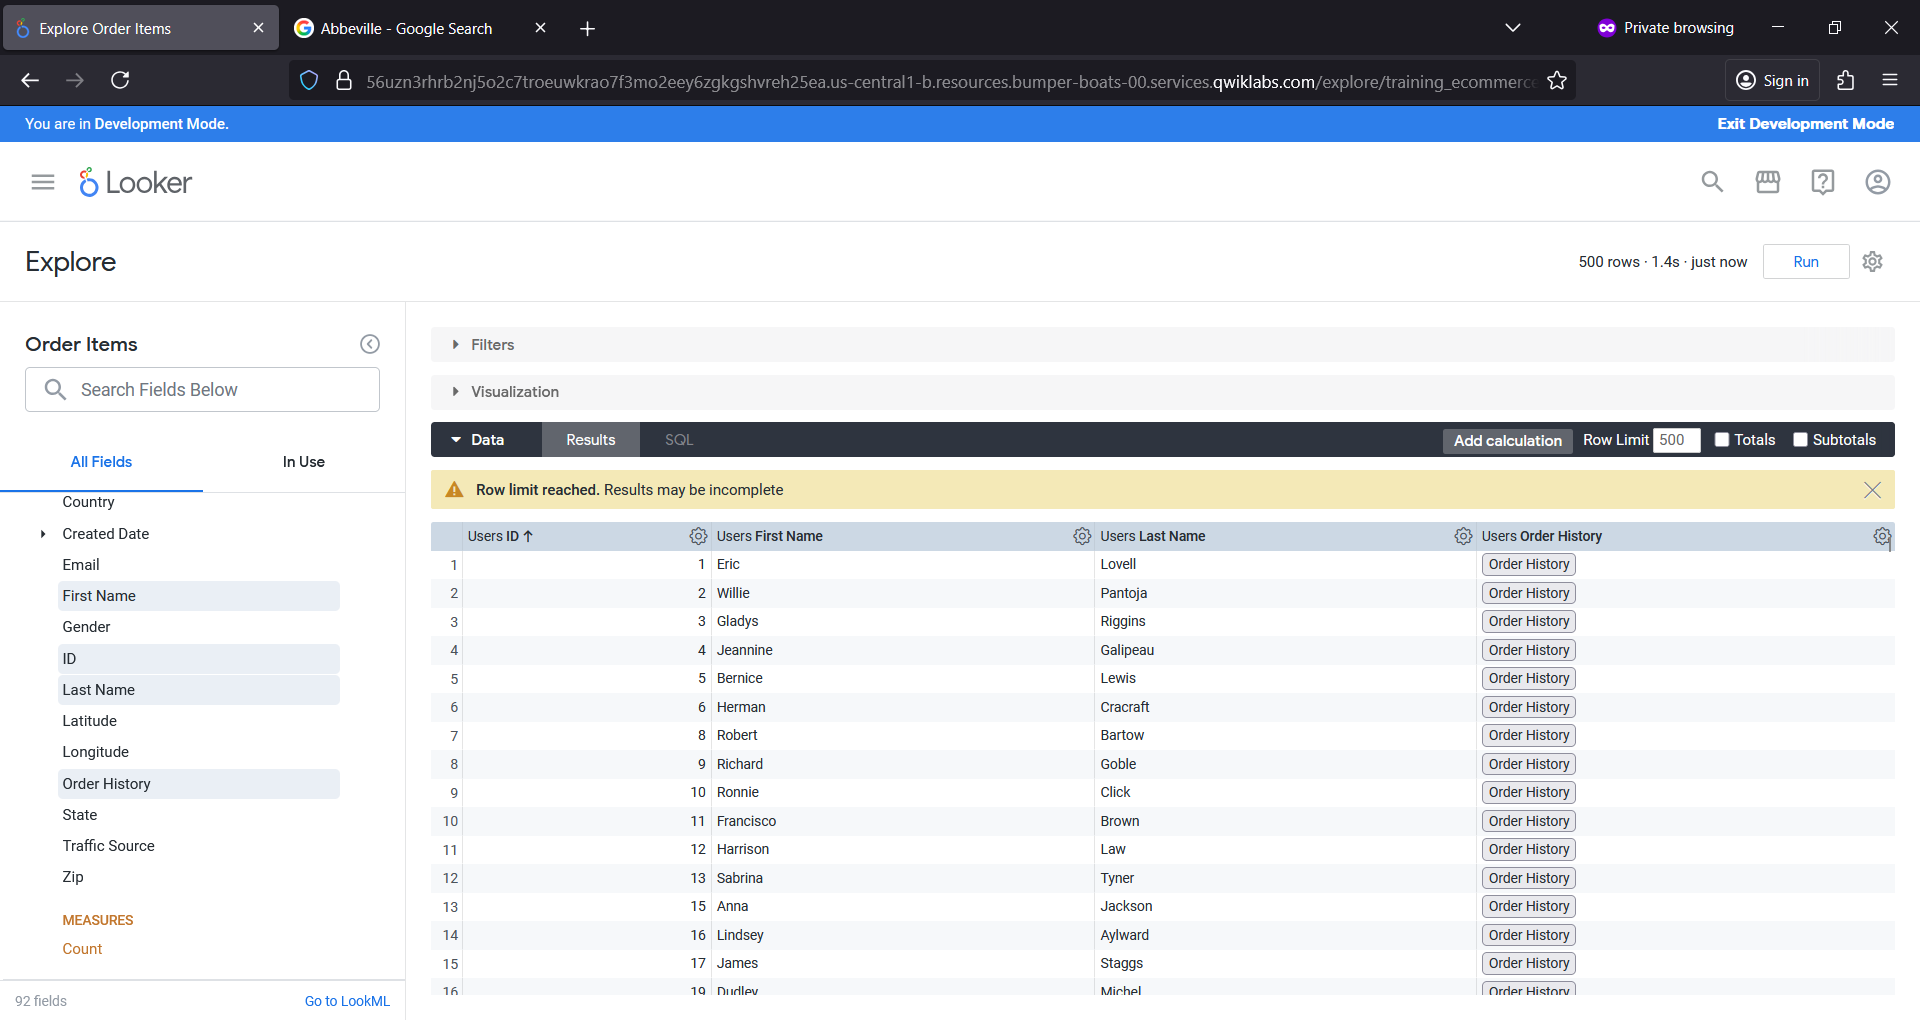 Explore Order Items
Abbeville - Google Search
Private browsing
56uzn3rhrb2nj5o2c7troeuwkrao7f3mo2eey6zgkgshvreh25ea.us-central1-b.resources.bumper-boats-00.services.qwiklabs.com/explore/training_ecommerce
Sign in
You are in Development Mode.
Exit Development Mode
Looker
Explore
500 rows · 1.4s · just now
Run
Order Items
Search Fields Below
All Fields
In Use
Country
Created Date
Email
First Name
Gender
ID
Last Name
Latitude
Longitude
Order History
State
Traffic Source
Zip
MEASURES
Count
92 fields
Go to LookML
Filters
Visualization
Data
Results
SQL
Add calculation
Row Limit 500
Totals
Subtotals
Row limit reached. Results may be incomplete
Users ID ↑ Users First Name Users Last Name Users Order History
1 1 Eric Lovell Order History
2 2 Willie Pantoja Order History
3 3 Gladys Riggins Order History
4 4 Jeannine Galipeau Order History
5 5 Bernice Lewis Order History
6 6 Herman Cracraft Order History
7 8 Robert Bartow Order History
8 9 Richard Goble Order History
9 10 Ronnie Click Order History
10 11 Francisco Brown Order History
11 12 Harrison Law Order History
12 13 Sabrina Tyner Order History
13 15 Anna Jackson Order History
14 16 Lindsey Aylward Order History
15 17 James Staggs Order History
16 19 Dudley Michel Order History